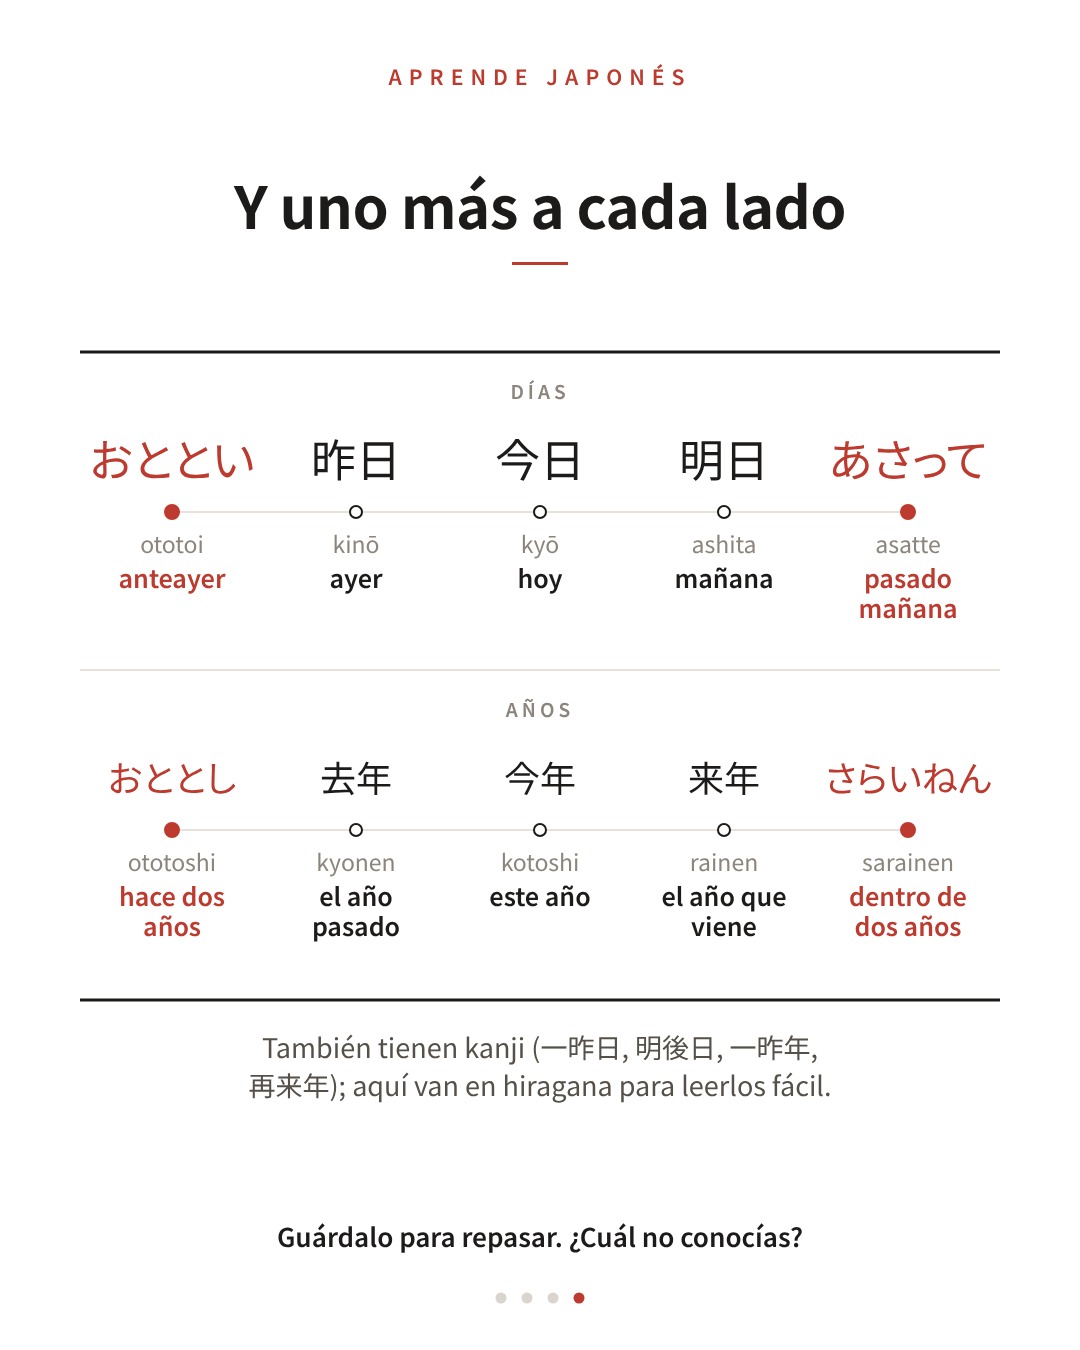 APRENDE JAPONÉS
Y uno más a cada lado
DÍAS
おととい 昨日 今日 明日 あさって
ototoi kinō kyō ashita asatte
anteayer ayer hoy mañana pasado
mañana
AÑOS
おととし 去年 今年 来年 さらいねん
ototoshi kyonen kotoshi rainen sarainen
hace dos el año este año el año que dentro de
años pasado viene dos años
También tienen kanji (一昨日, 明後日, 一昨年,
再来年); aquí van en hiragana para leerlos fácil.
Guárdalo para repasar. ¿Cuál no conocías?